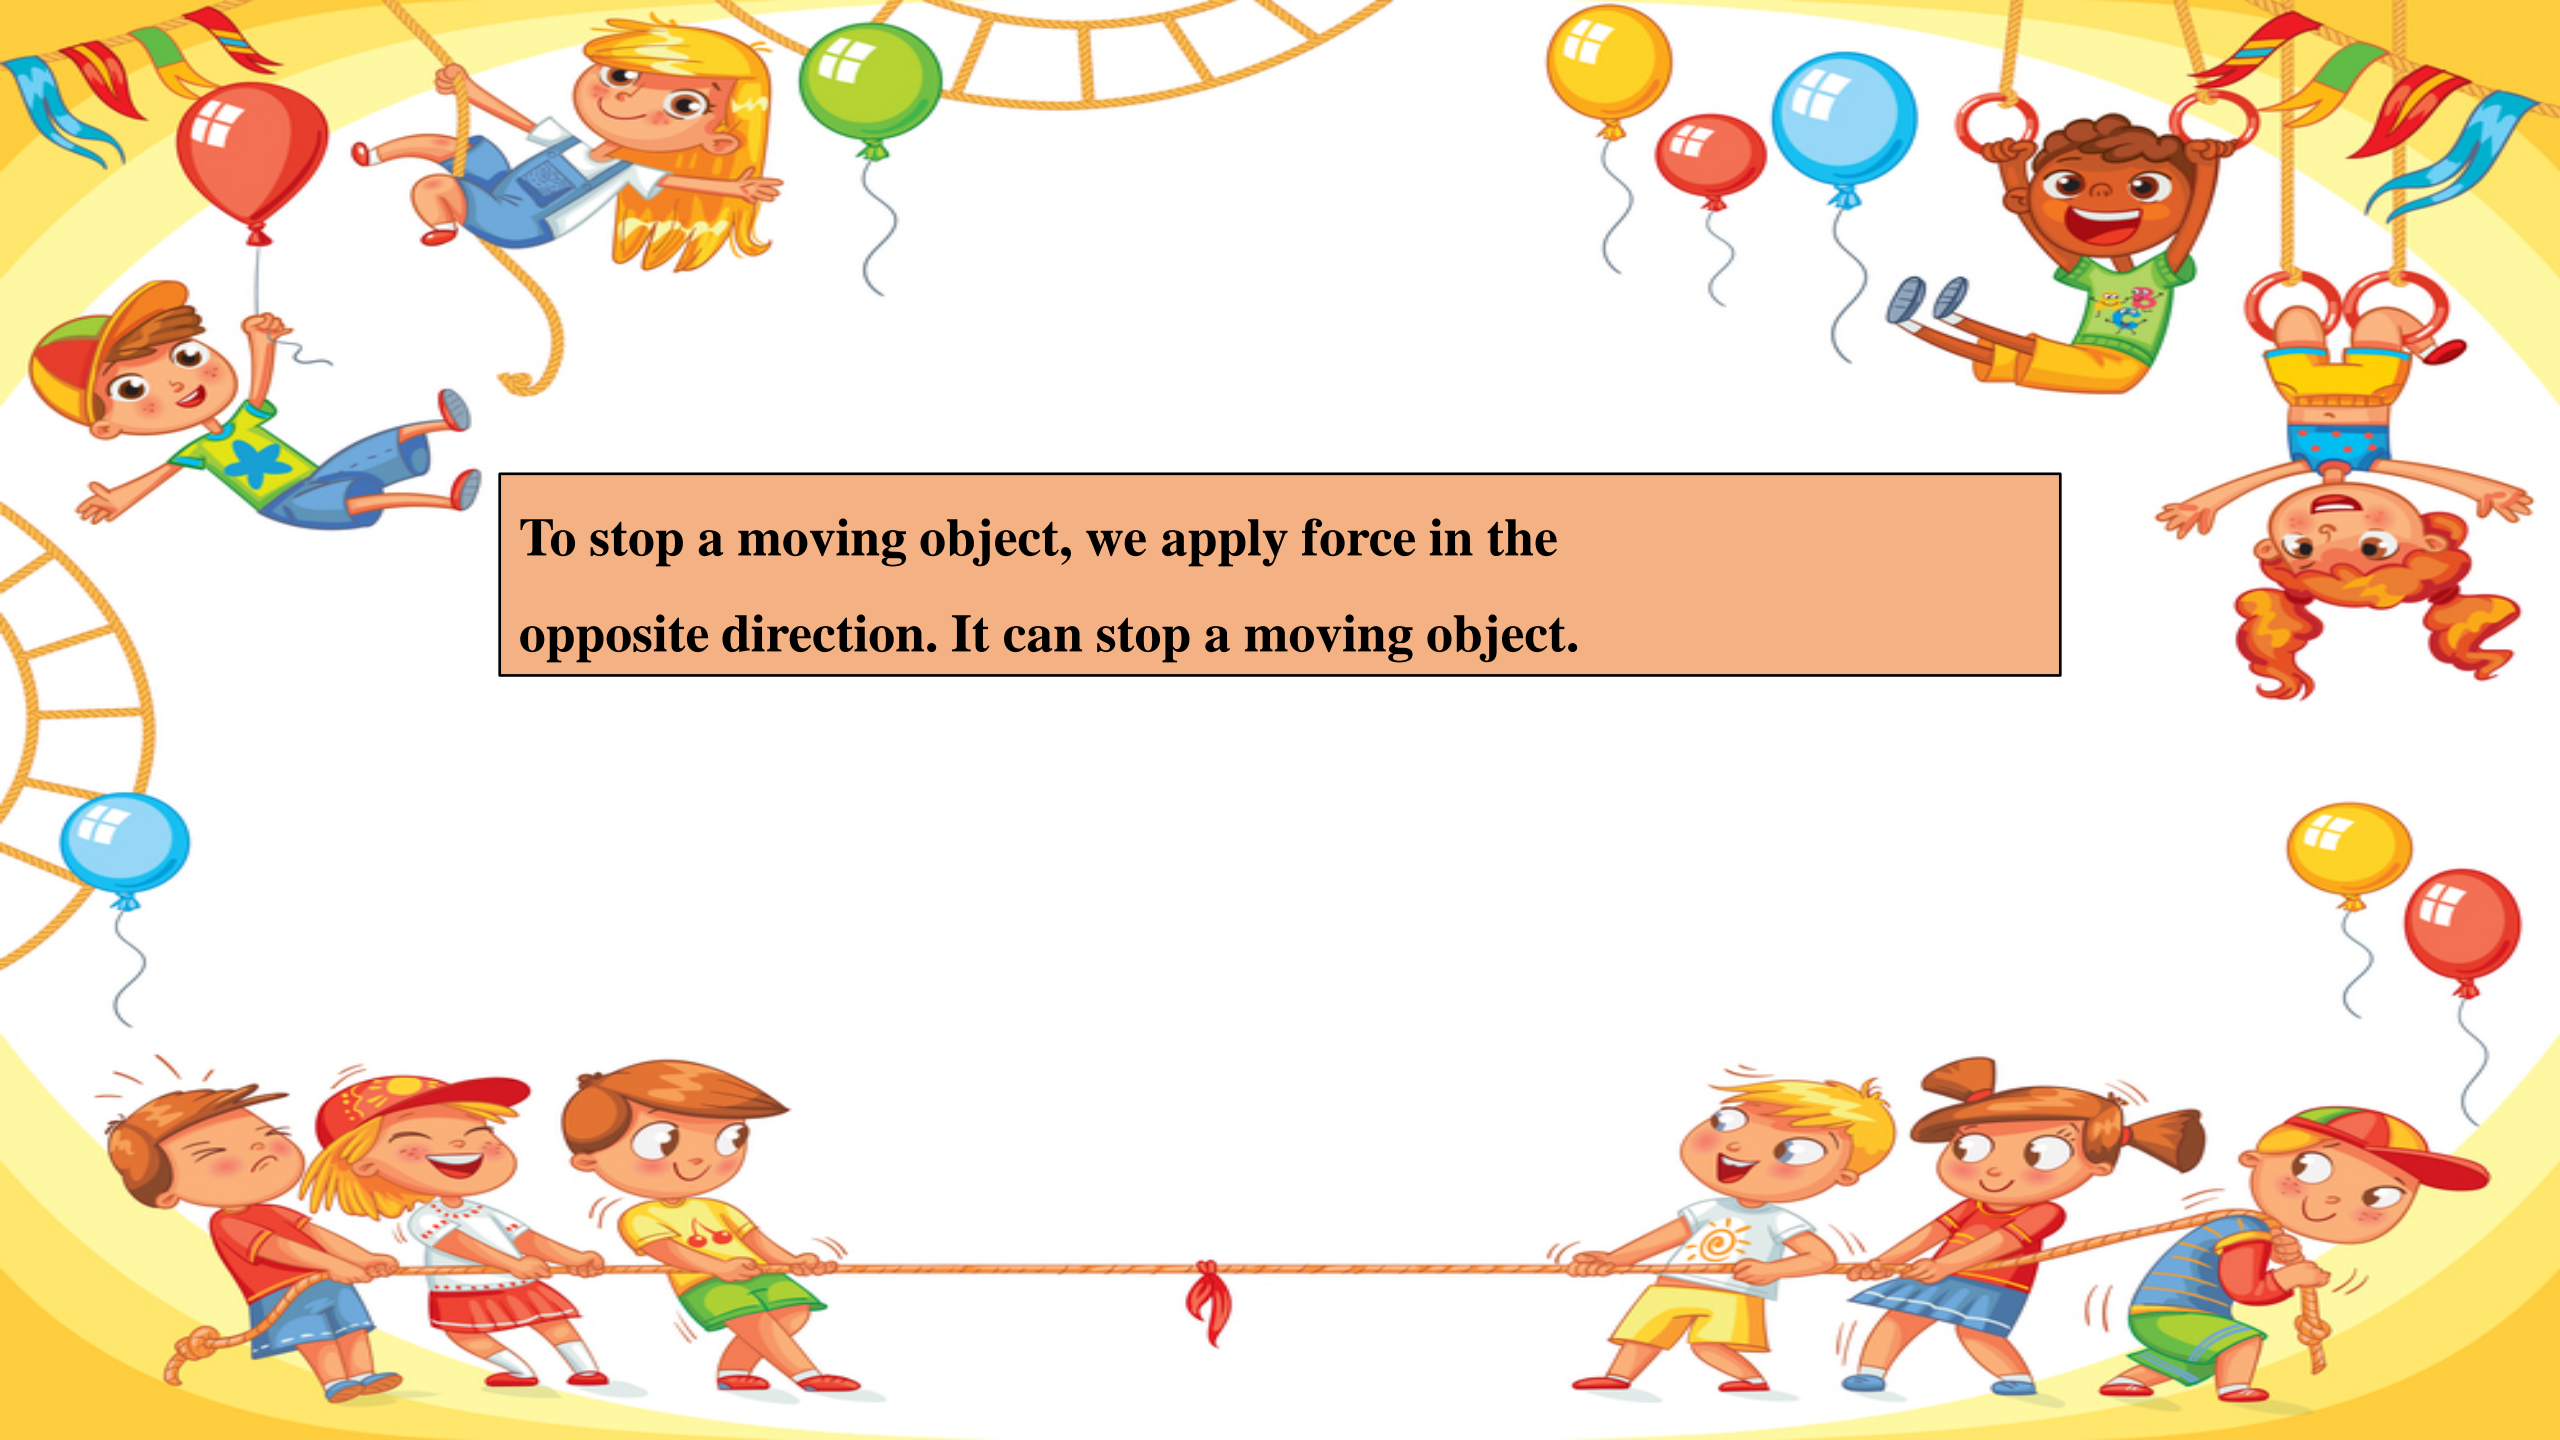 To stop a moving object, we apply force in the
opposite direction. It can stop a moving object.